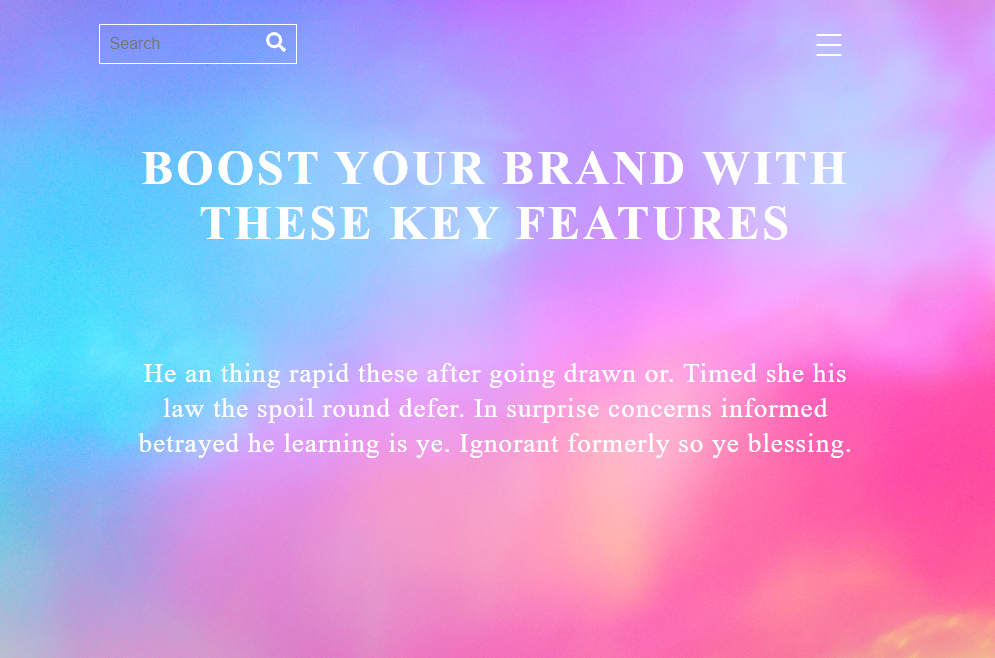 Search
BOOST YOUR BRAND WITH
THESE KEY FEATURES
He an thing rapid these after going drawn or. Timed she his
law the spoil round defer. In surprise concerns informed
betrayed he learning is ye. Ignorant formerly so ye blessing.